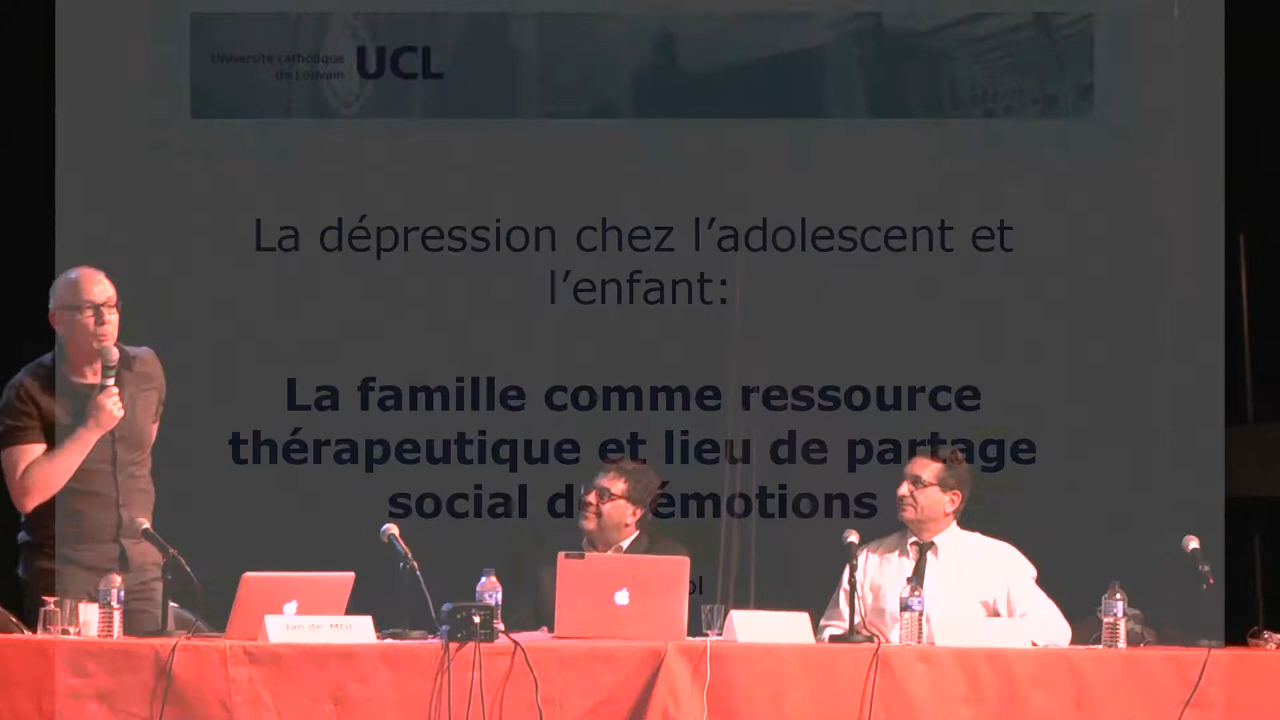 Université catholique
de Louvain
UCL
La dépression chez l’adolescent et
l’enfant:
La famille comme ressource
thérapeutique et lieu de partage
social émotions
Jan de MOL